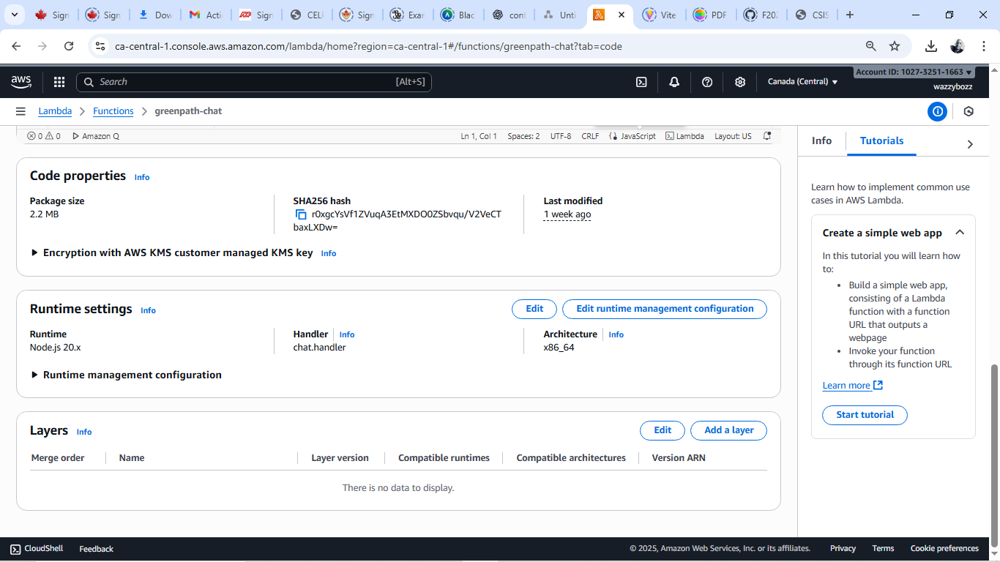 Sign
Sign
Dow
Acti
Sign
CEL
Sign
Exar
Blac
cont
Unti
Vite
PDF
F20
CSIS
ca-central-1.console.aws.amazon.com/lambda/home?region=ca-central-1#/functions/greenpath-chat?tab=code
aws
Search
[Alt+S]
Canada (Central)
Account ID: 1027-3251-1663
wazzybozz
Lambda
Functions
greenpath-chat
0 0
Amazon Q
Ln 1, Col 1
Spaces: 2
UTF-8
CRLF
JavaScript
Lambda
Layout: US
Info
Tutorials
Code properties Info
Package size
2.2 MB
SHA256 hash
r0xgcYsVf1ZVuqA3EtMXDO0ZSbvqu/V2VeCT
baxLXDw=
Last modified
1 week ago
Encryption with AWS KMS customer managed KMS key Info
Runtime settings Info
Edit
Edit runtime management configuration
Runtime
Node.js 20.x
Handler Info
chat.handler
Architecture Info
x86_64
Runtime management configuration
Layers Info
Edit
Add a layer
Merge order
Name
Layer version
Compatible runtimes
Compatible architectures
Version ARN
There is no data to display.
Learn how to implement common use
cases in AWS Lambda.
Create a simple web app
In this tutorial you will learn how
to:
Build a simple web app,
consisting of a Lambda
function with a function
URL that outputs a
webpage
Invoke your function
through its function URL
Learn more
Start tutorial
CloudShell
Feedback
© 2025, Amazon Web Services, Inc. or its affiliates.
Privacy
Terms
Cookie preferences